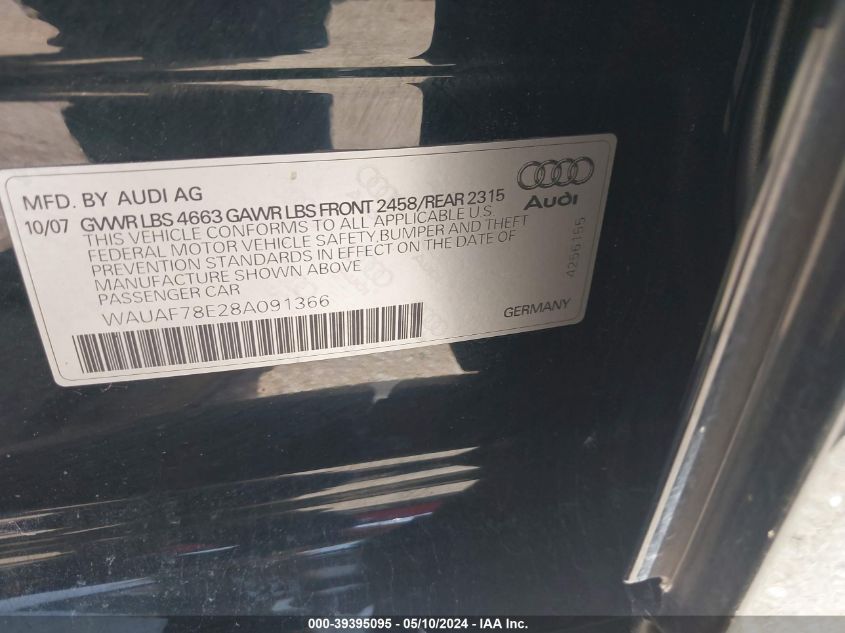 MFD. BY AUDI AG
10/07 GVWR LBS 4663 GAWR LBS FRONT 2458/REAR 2315
THIS VEHICLE CONFORMS TO ALL APPLICABLE U.S
FEDERAL MOTOR VEHICLE SAFETY,BUMPER AND THEFT
PREVENTION STANDARDS IN EFFECT ON THE DATE OF
MANUFACTURE SHOWN ABOVE
PASSENGER CAR
WAUAF78E28A091366
Audi
4256155
GERMANY
000-39395095 - 05/10/2024 - IAA Inc.